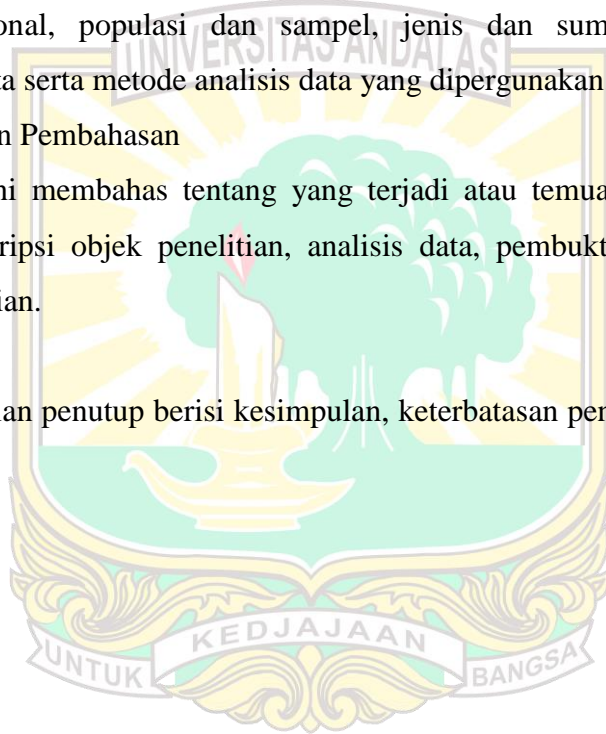 onal, populasi dan sampel, jenis dan sum
UNIVERSITAS ANDALAS
ta serta metode analisis data yang dipergunakan
n Pembahasan
ni membahas tentang yang terjadi atau temua
ripsi objek penelitian, analisis data, pembukt
ian.
an penutup berisi kesimpulan, keterbatasan pen
KEDJAJAAN
UNTUK BANGSA